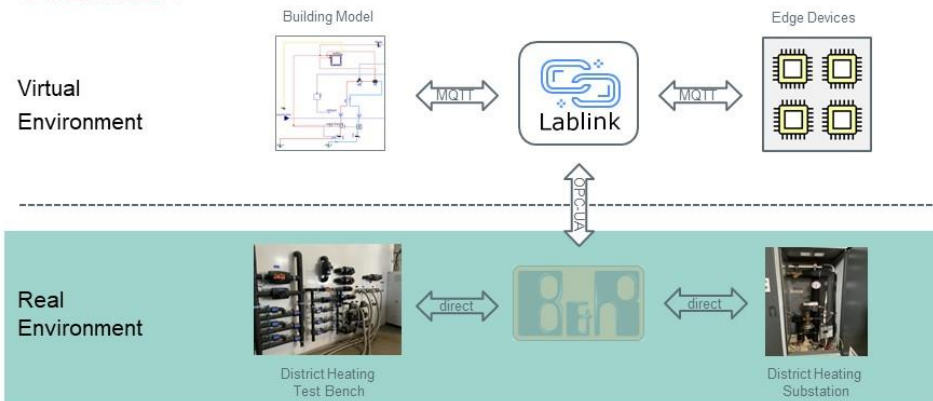 Building Model
Edge Devices
Virtual
Environment
MQTT
Lablink
MQTT
OPC-UA
Real
Environment
direct
B&R
direct
District Heating
Test Bench
District Heating
Substation